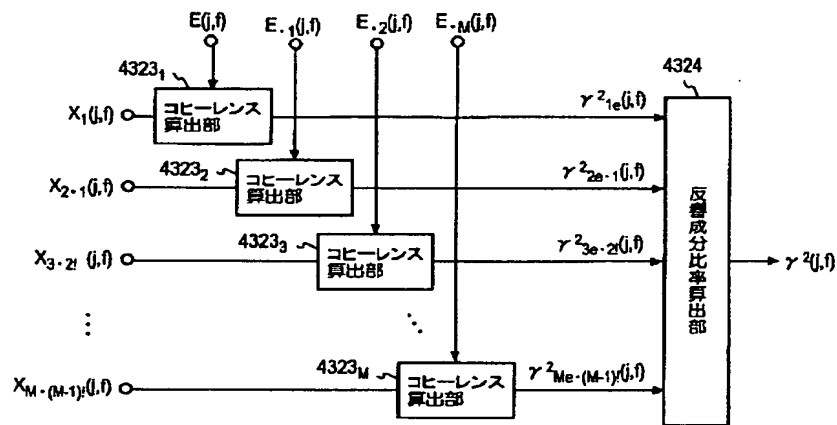 E(j,f)
E・1(j,f)
E・2(j,f)
E・M(j,f)
4323₁
4324
X₁(j,f)
コヒーレンス
算出部
γ²₁ₑ(j,f)
4323₂
X₂・₁(j,f)
コヒーレンス
算出部
γ²₂ₑ・₁(j,f)
4323₃
X₃・₂!(j,f)
コヒーレンス
算出部
γ²₃ₑ・₂!(j,f)
反響成分比率算出部
γ²(j,f)
⋮
⋱
⋮
4323M
XM・(M-1)!(j,f)
コヒーレンス
算出部
γ²Me・(M-1)!(j,f)